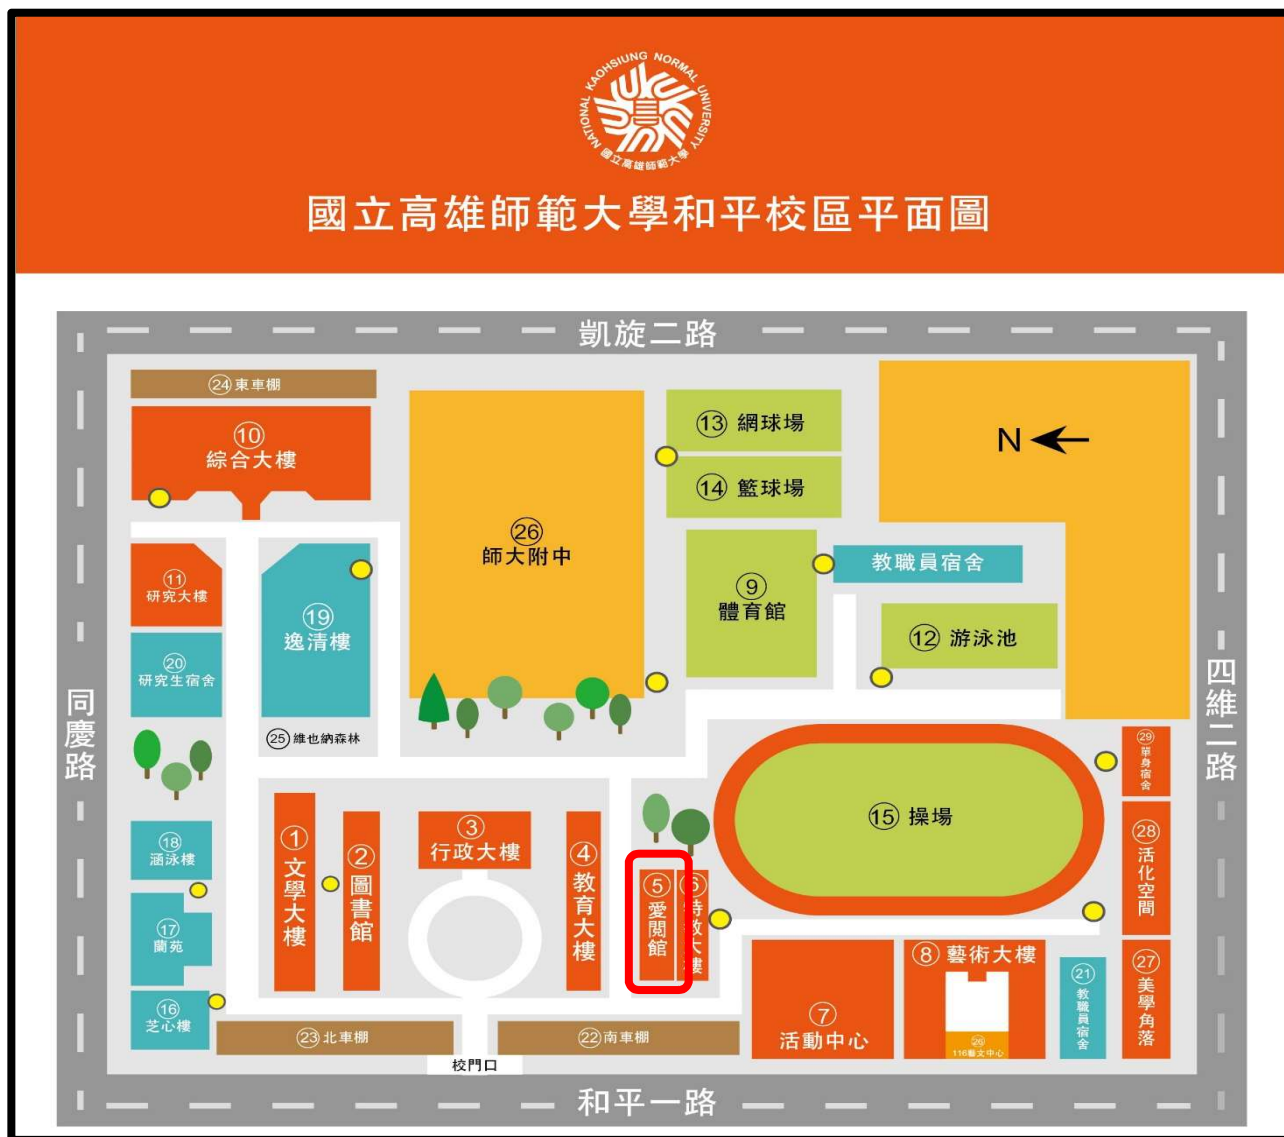 NATIONAL KAOHSIUNG NORMAL UNIVERSITY
國立高雄師範大學
國立高雄師範大學和平校區平面圖
凱旋二路
24 東車棚
10
綜合大樓
13 網球場
14 籃球場
N
26
師大附中
11
研究大樓
19
逸清樓
9
體育館
教職員宿舍
12 游泳池
20
研究生宿舍
同慶路
四維二路
25 維也納森林
29
單身宿舍
1
文學大樓
2
圖書館
3
行政大樓
4
教育大樓
5
愛閱館
6
特教大樓
15 操場
28
活化空間
18
涵泳樓
17
蘭苑
16
芝心樓
23 北車棚
22 南車棚
校門口
7
活動中心
8 藝術大樓
26
116藝文中心
21
教職員宿舍
27
美學角落
和平一路